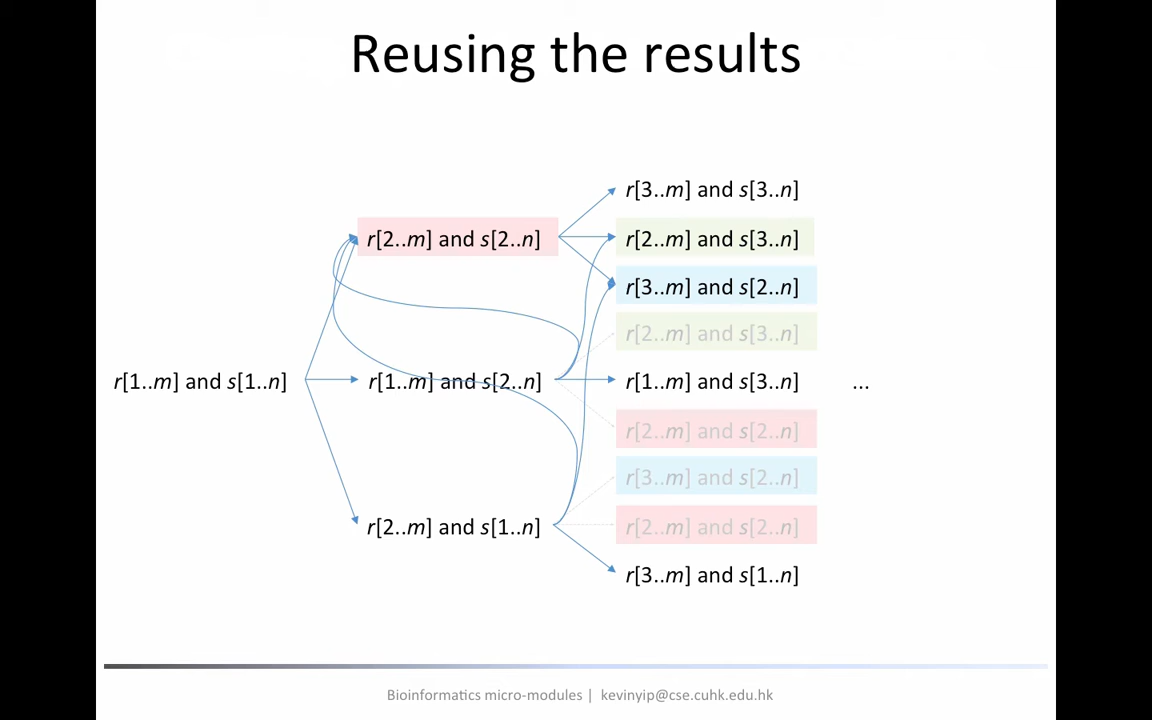 Reusing the results
r[3..m] and s[3..n]
r[2..m] and s[2..n]
r[2..m] and s[3..n]
r[3..m] and s[2..n]
r[2..m] and s[3..n]
r[1..m] and s[1..n]
r[1..m] and s[2..n]
r[1..m] and s[3..n]
...
r[2..m] and s[2..n]
r[3..m] and s[2..n]
r[2..m] and s[1..n]
r[2..m] and s[2..n]
r[3..m] and s[1..n]
Bioinformatics micro-modules | kevinyip@cse.cuhk.edu.hk